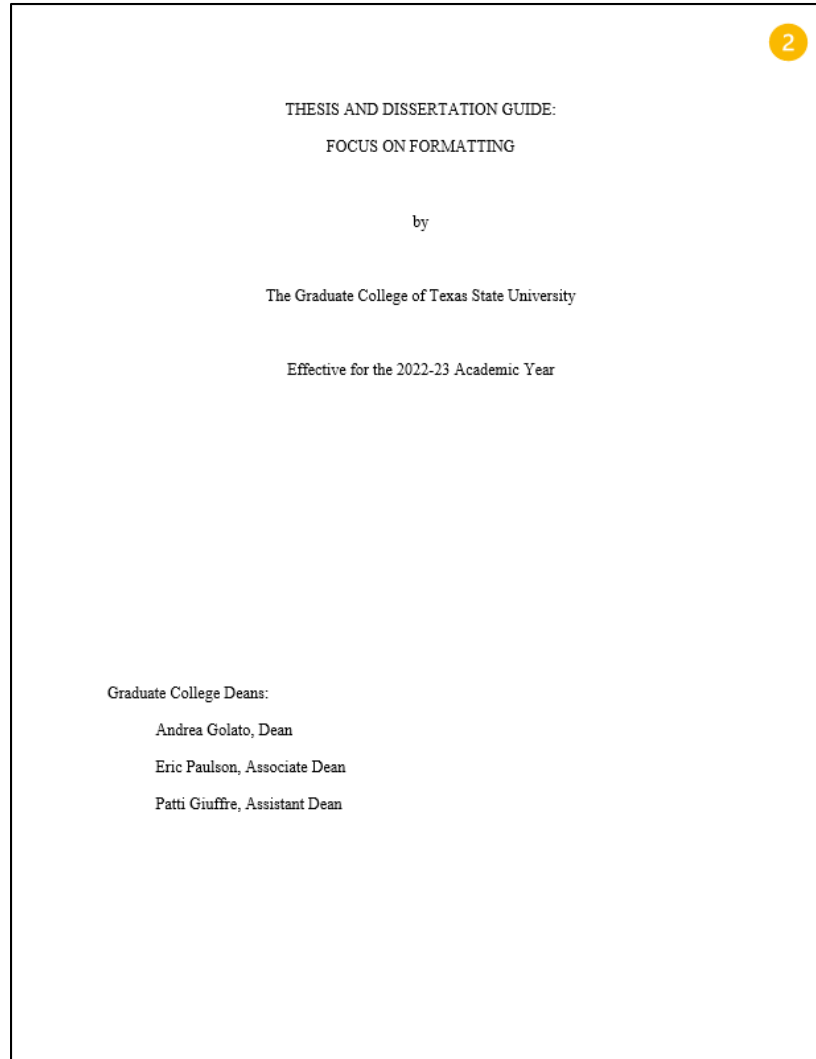 2
THESIS AND DISSERTATION GUIDE:
FOCUS ON FORMATTING
by
The Graduate College of Texas State University
Effective for the 2022-23 Academic Year
Graduate College Deans:
Andrea Golato, Dean
Eric Paulson, Associate Dean
Patti Giuffre, Assistant Dean